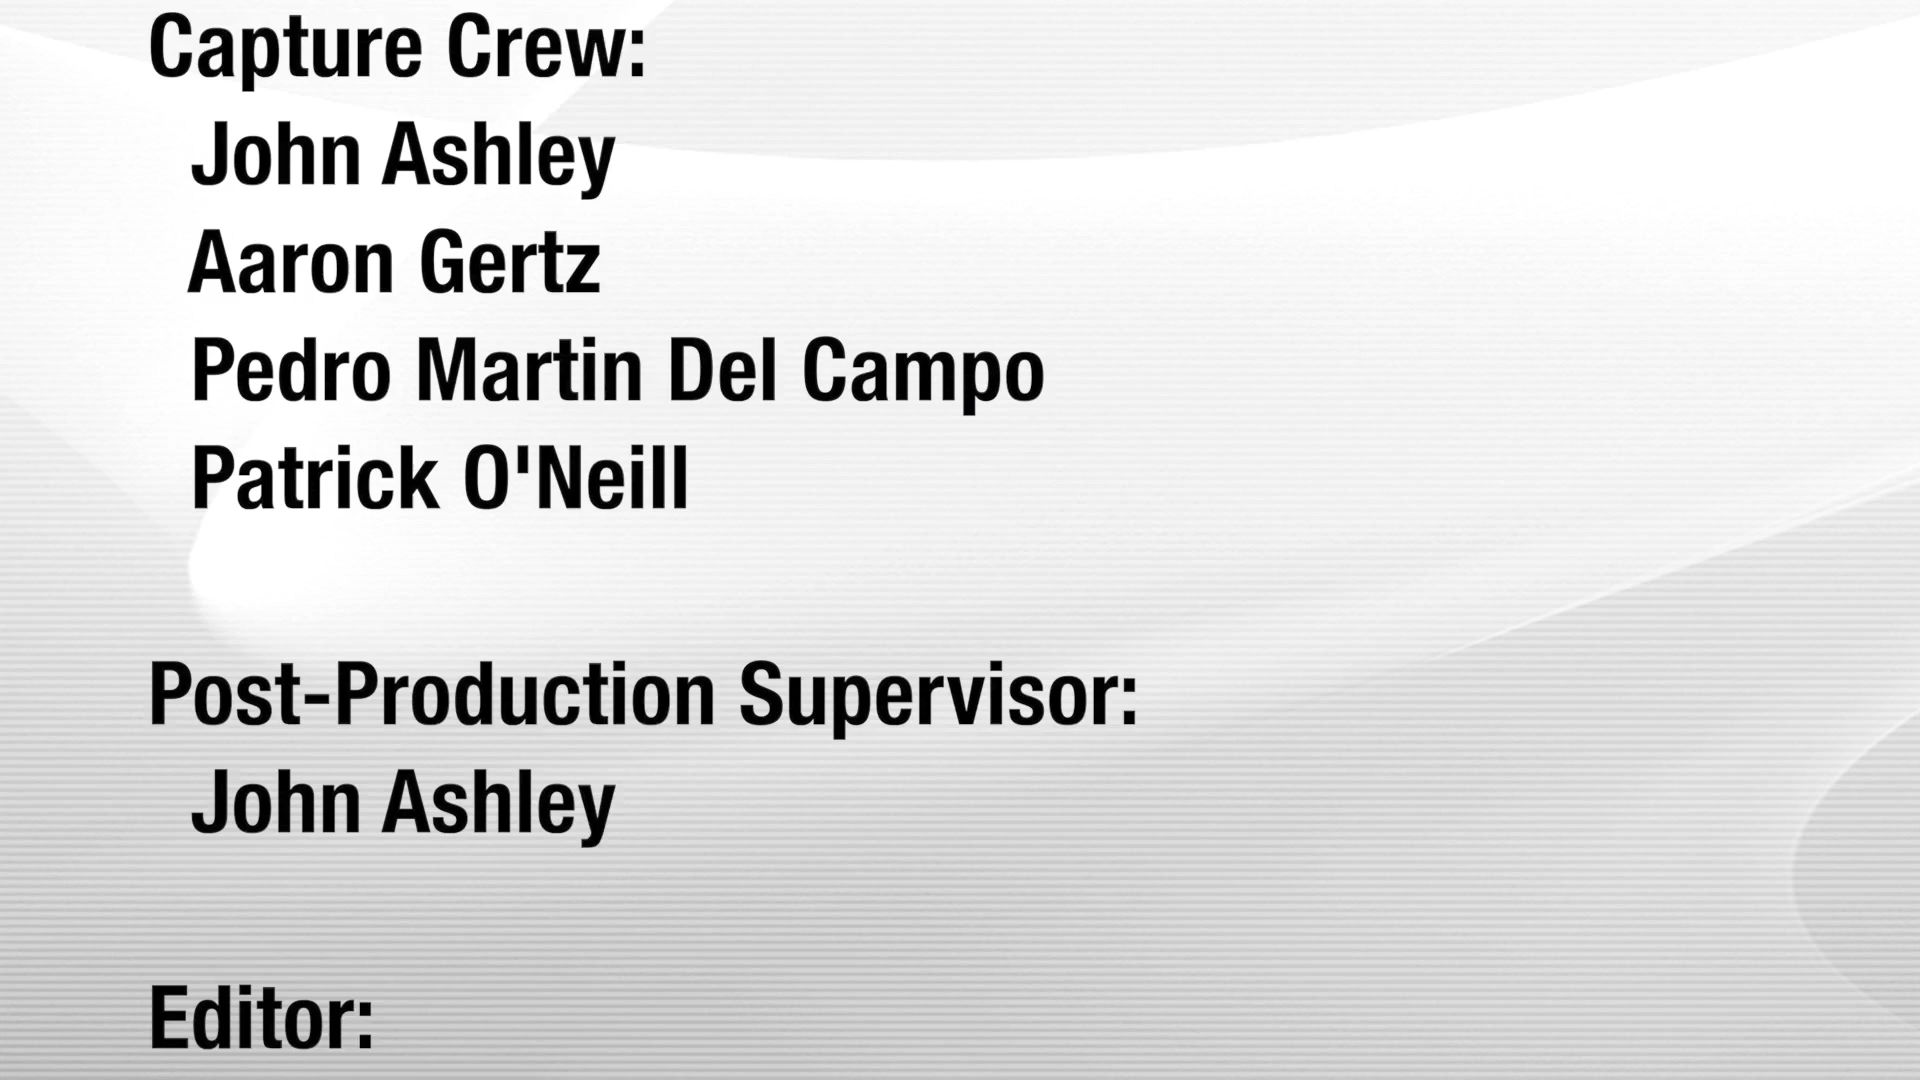 Capture Crew:
John Ashley
Aaron Gertz
Pedro Martin Del Campo
Patrick O'Neill
Post-Production Supervisor:
John Ashley
Editor: